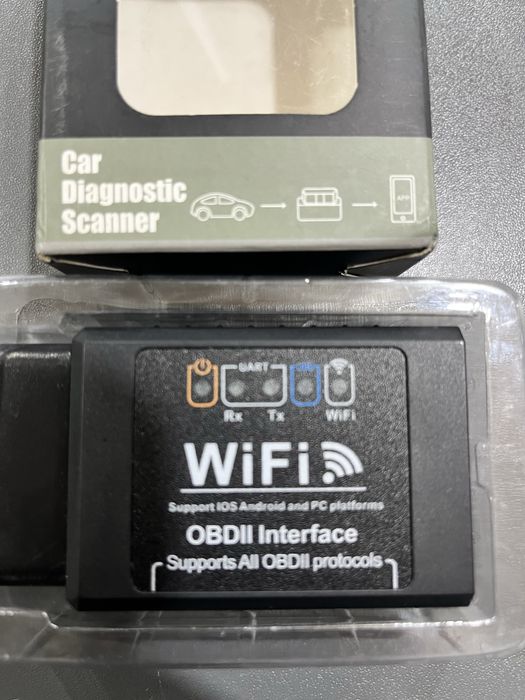 Car
Diagnostic
Scanner
APP
UART
Rx Tx WiFi
WiFi
Support IOS Android and PC platforms
OBDII Interface
Supports All OBDII protocols